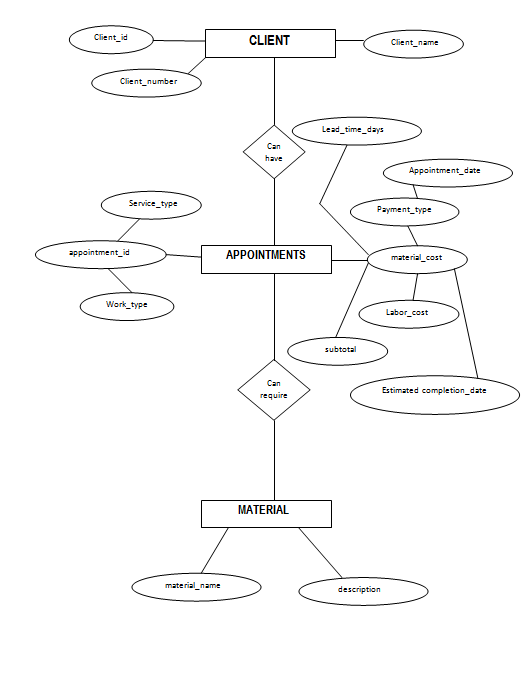 Client_id
CLIENT
Client_name
Client_number
Lead_time_days
Can
have
Appointment_date
Service_type
Payment_type
appointment_id
APPOINTMENTS
material_cost
Work_type
Labor_cost
subtotal
Can
require
Estimated completion_date
MATERIAL
material_name
description